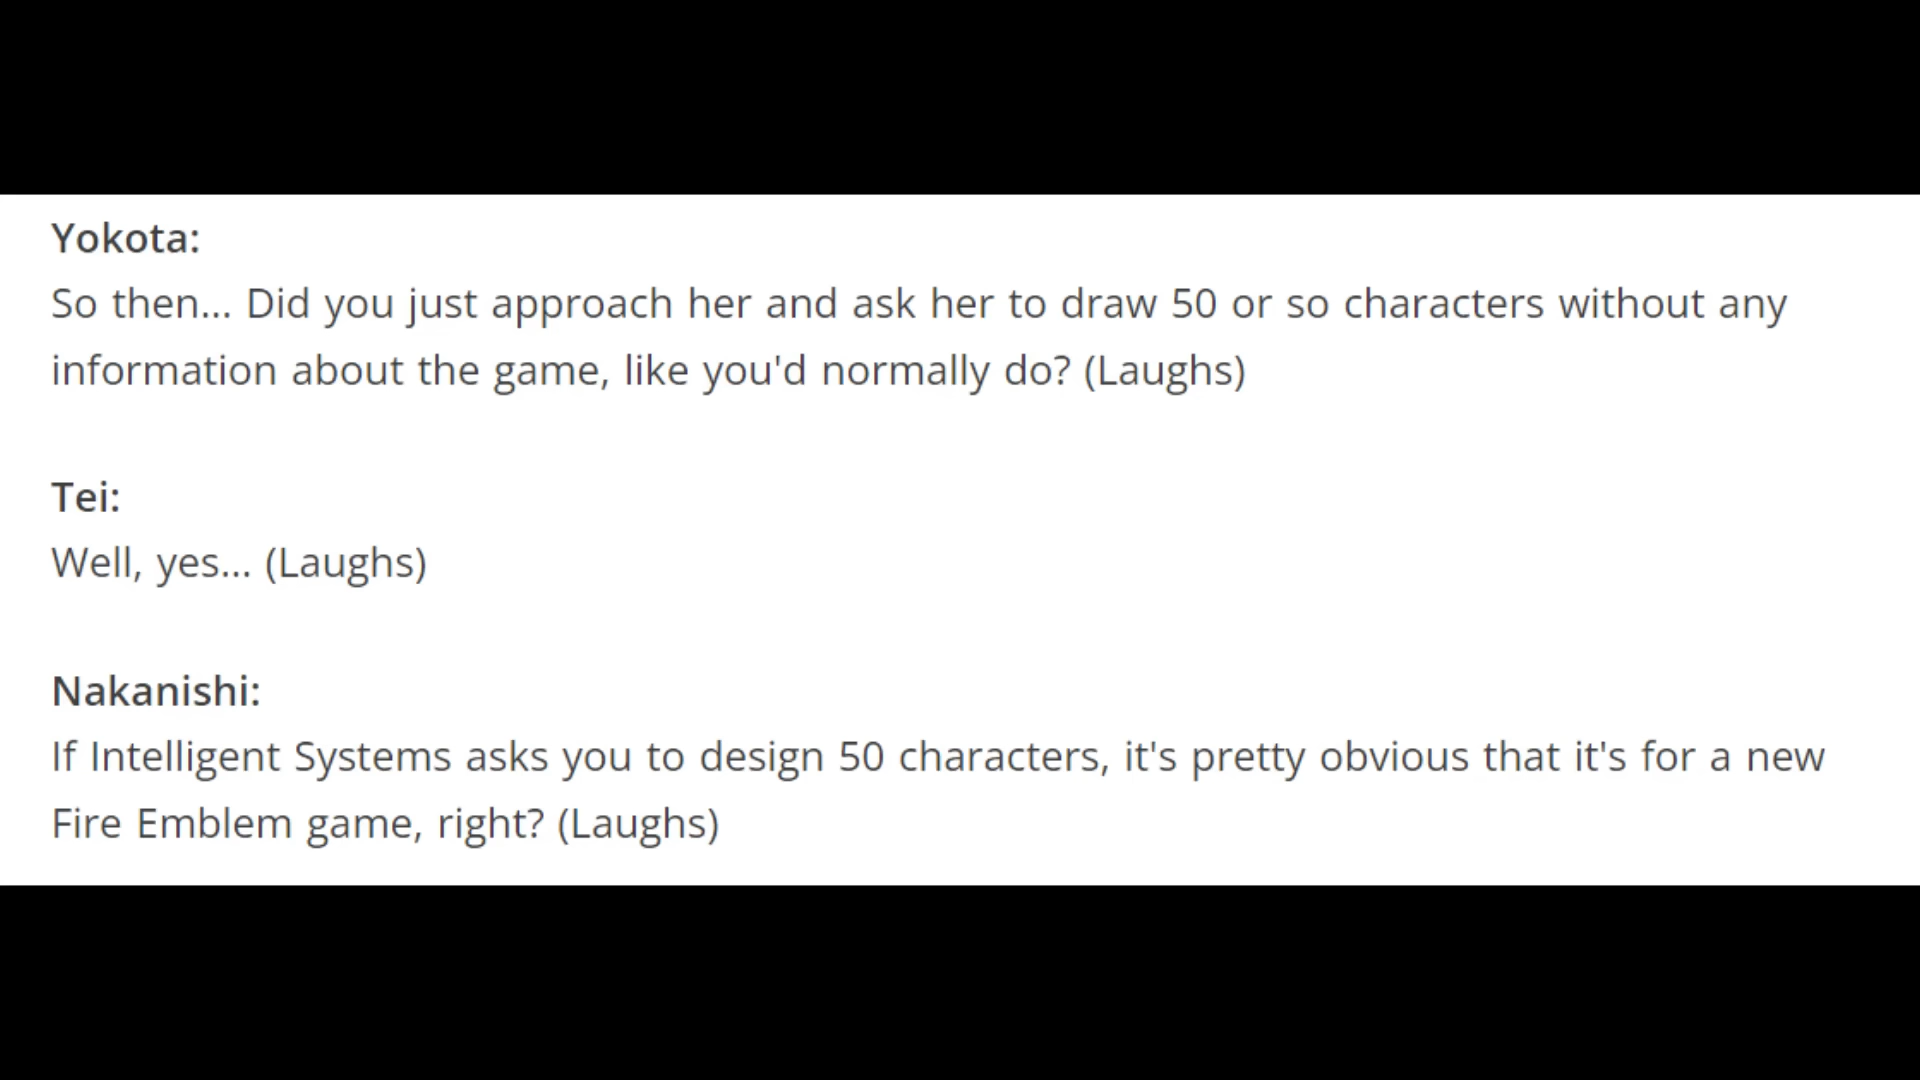 Yokota:
So then... Did you just approach her and ask her to draw 50 or so characters without any
information about the game, like you'd normally do? (Laughs)
Tei:
Well, yes... (Laughs)
Nakanishi:
If Intelligent Systems asks you to design 50 characters, it's pretty obvious that it's for a new
Fire Emblem game, right? (Laughs)